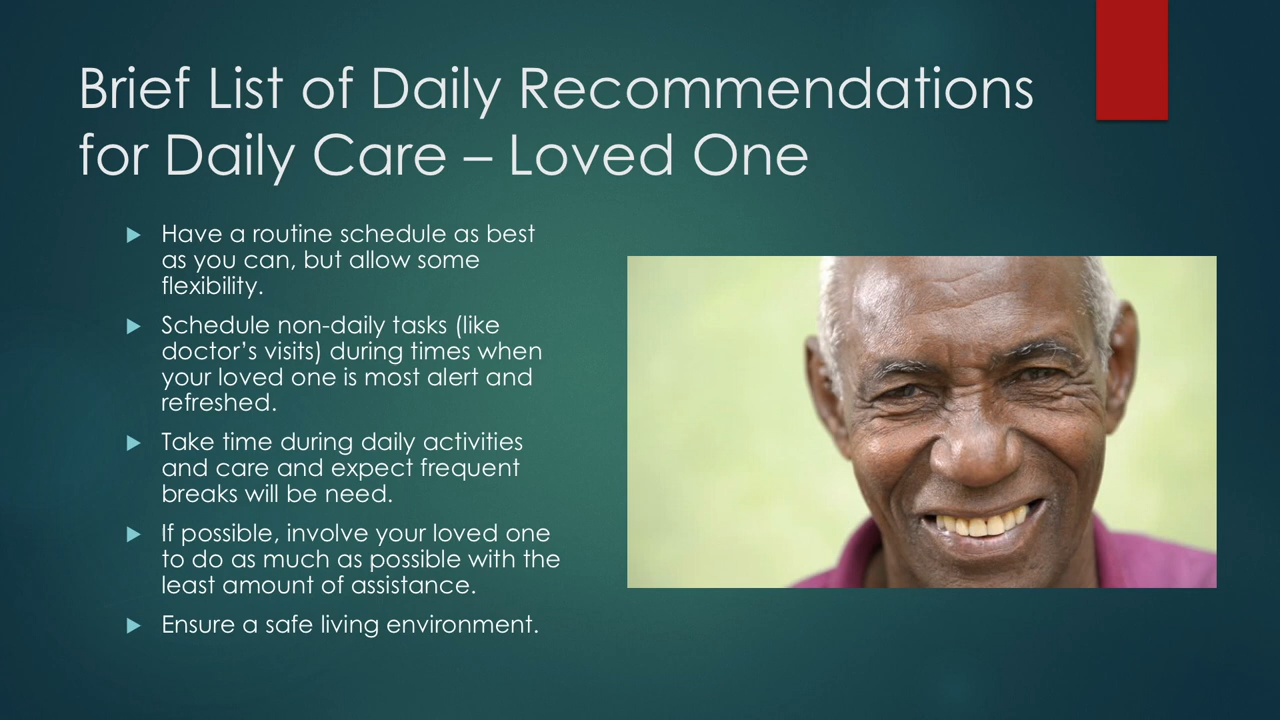 Brief List of Daily Recommendations
for Daily Care – Loved One
Have a routine schedule as best
as you can, but allow some
flexibility.
Schedule non-daily tasks (like
doctor’s visits) during times when
your loved one is most alert and
refreshed.
Take time during daily activities
and care and expect frequent
breaks will be need.
If possible, involve your loved one
to do as much as possible with the
least amount of assistance.
Ensure a safe living environment.